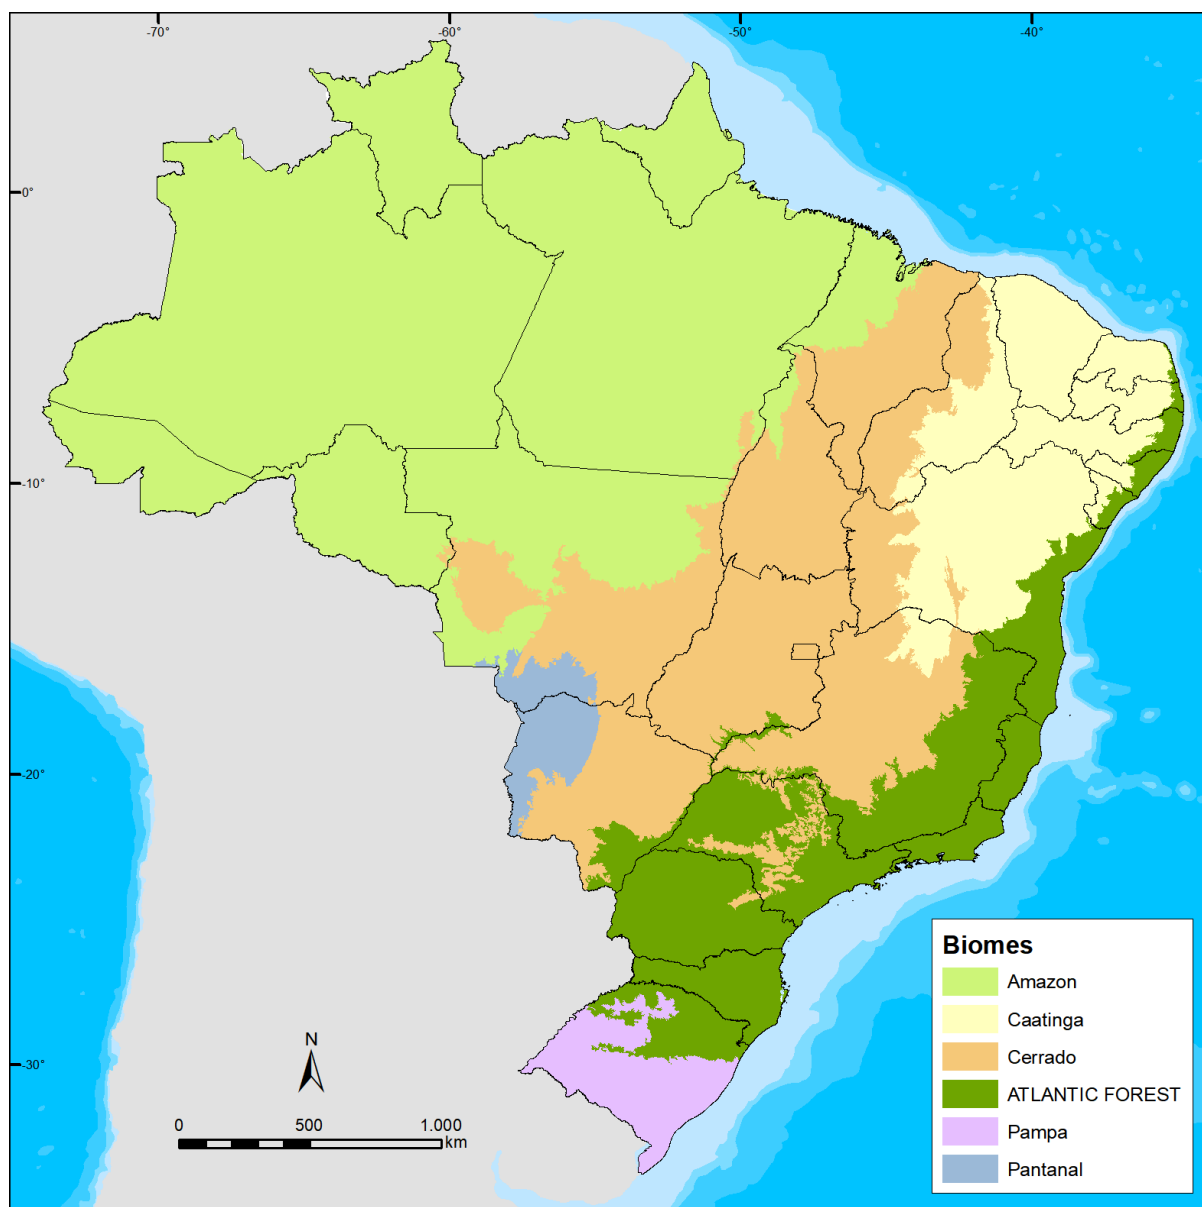 -70°
-60°
-50°
-40°
0°
-10°
-20°
-30°
N
0
500
1.000
km
Biomes
Amazon
Caatinga
Cerrado
ATLANTIC FOREST
Pampa
Pantanal